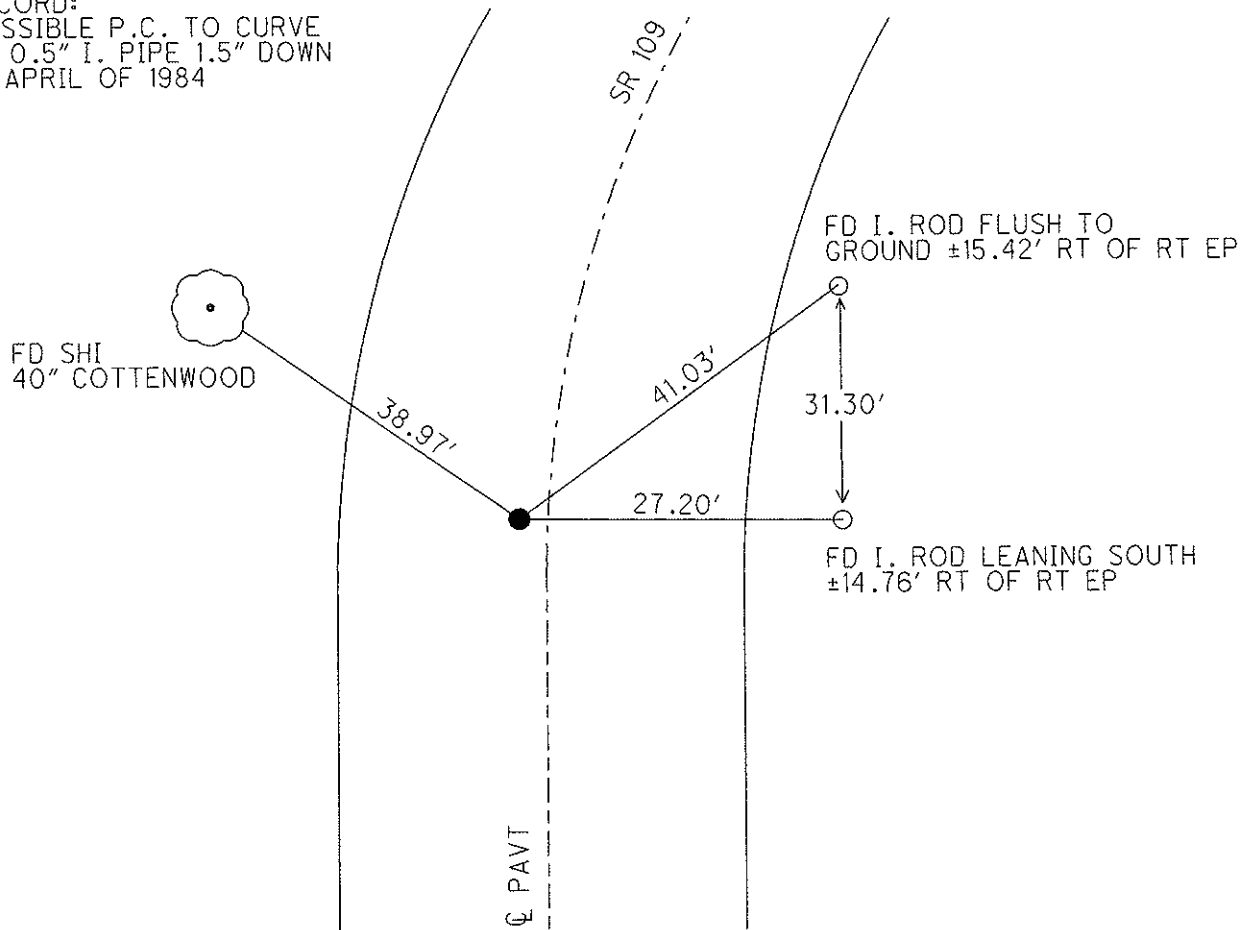 CORD:
SSIBLE P.C. TO CURVE
0.5" I. PIPE 1.5" DOWN
APRIL OF 1984
SR 109
FD I. ROD FLUSH TO
GROUND ±15.42' RT OF RT EP
FD SHI
40" COTTENWOOD
38.97'
41.03'
31.30'
27.20'
FD I. ROD LEANING SOUTH
±14.76' RT OF RT EP
℄ PAVT